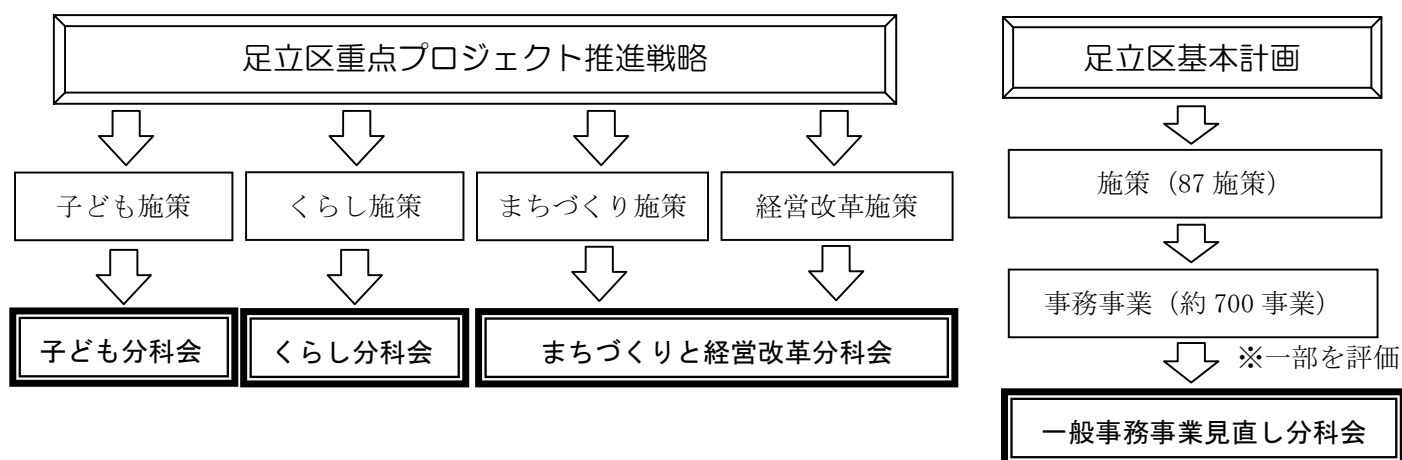 足立区重点プロジェクト推進戦略
子ども施策
くらし施策
まちづくり施策
経営改革施策
子ども分科会
くらし分科会
まちづくりと経営改革分科会
足立区基本計画
施策（87 施策）
事務事業（約 700 事業）
※一部を評価
一般事務事業見直し分科会